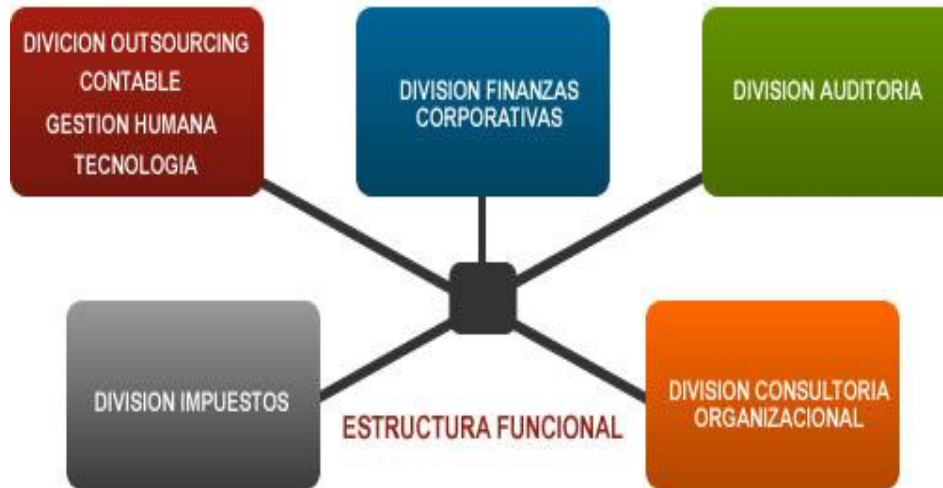 DIVICION OUTSOURCING
CONTABLE
GESTION HUMANA
TECNOLOGIA
DIVISION FINANZAS
CORPORATIVAS
DIVISION AUDITORIA
DIVISION IMPUESTOS
ESTRUCTURA FUNCIONAL
DIVISION CONSULTORIA
ORGANIZACIONAL